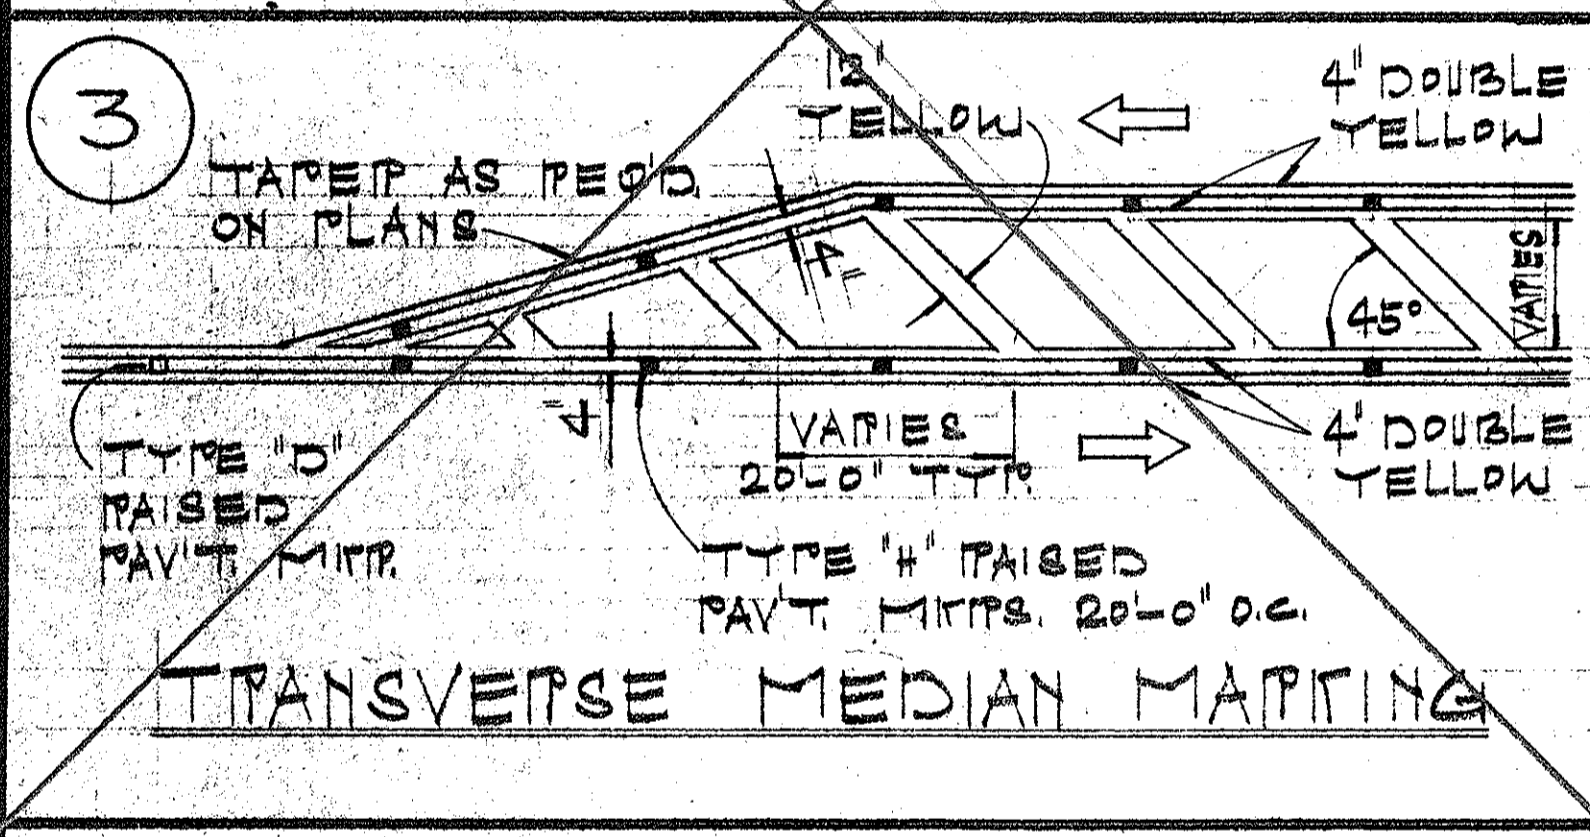 3
12"
YELLOW
4" DOUBLE
YELLOW
TAPER AS REQ'D.
ON PLANS
4"
45°
VARIES
4"
VARIES
20'-0" TYP.
4" DOUBLE
YELLOW
TYPE "D"
RAISED
PAV'T. MKR.
TYPE "H" RAISED
PAV'T. MKRS. 20'-0" O.C.
TRANSVERSE MEDIAN MARKING